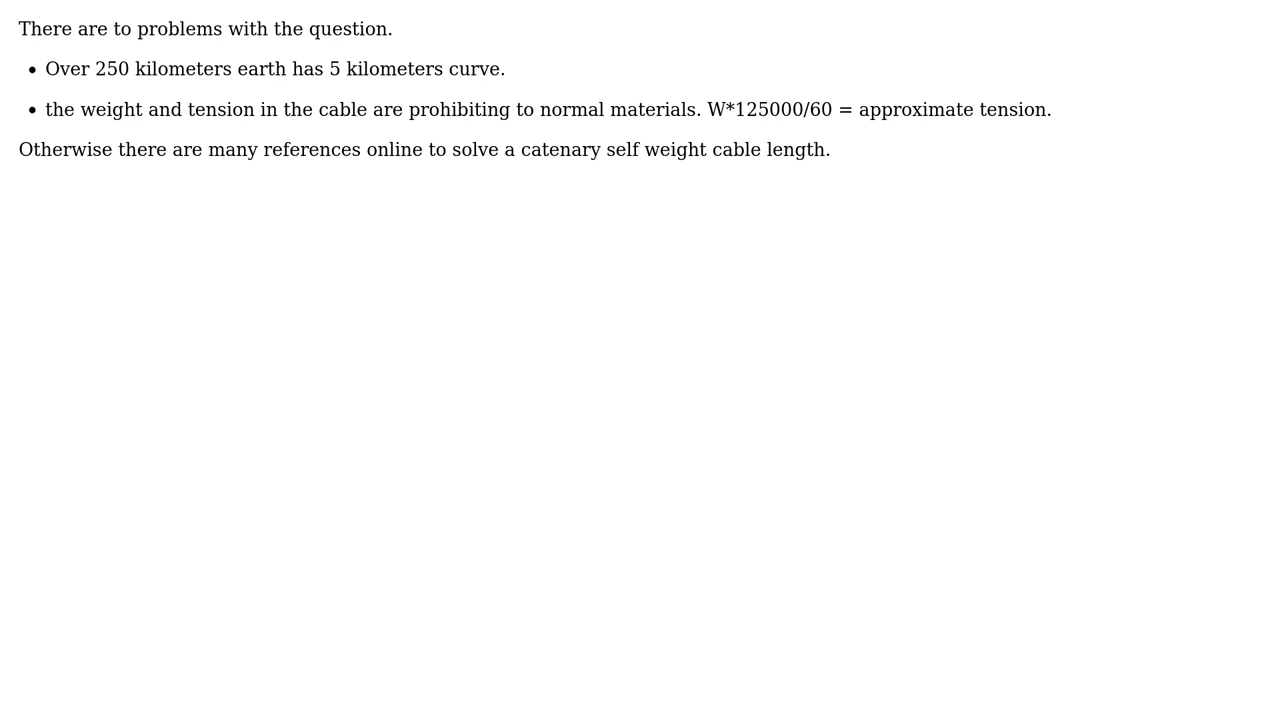 There are to problems with the question.
• Over 250 kilometers earth has 5 kilometers curve.
• the weight and tension in the cable are prohibiting to normal materials. W*125000/60 = approximate tension.
Otherwise there are many references online to solve a catenary self weight cable length.